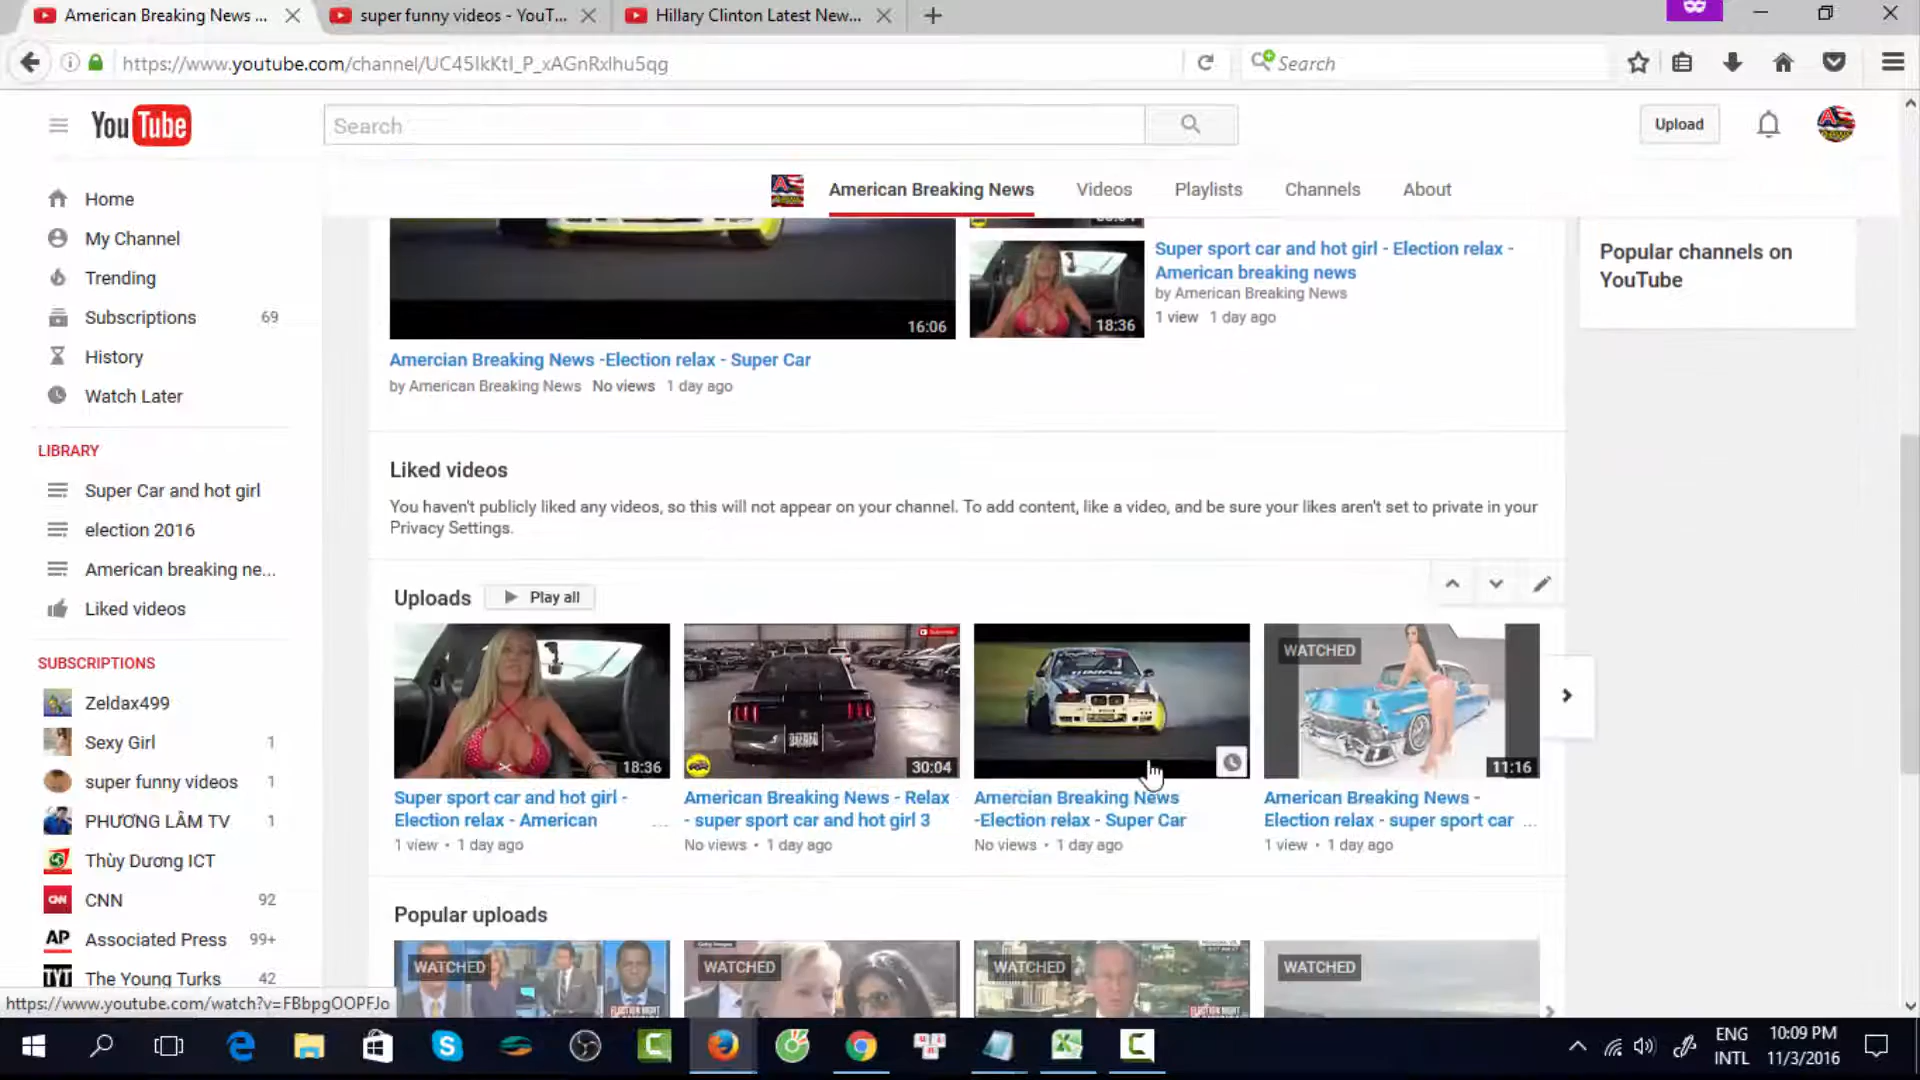 American Breaking News ...
super funny videos - YouT...
Hillary Clinton Latest New...
https://www.youtube.com/channel/UC45IkKtI_P_xAGnRxlhu5qg
Search
YouTube
Search
Upload
American Breaking News
Videos
Playlists
Channels
About
Home
My Channel
Trending
Subscriptions 69
History
Watch Later
LIBRARY
Super Car and hot girl
election 2016
American breaking ne...
Liked videos
SUBSCRIPTIONS
Zeldax499
Sexy Girl 1
super funny videos 1
PHƯƠNG LÂM TV 1
Thùy Dương ICT
CNN 92
AP Associated Press 99+
TYT The Young Turks 42
16:06
Amercian Breaking News -Election relax - Super Car
by American Breaking News No views 1 day ago
18:36
Super sport car and hot girl - Election relax -
American breaking news
by American Breaking News
1 view 1 day ago
Popular channels on
YouTube
Liked videos
You haven't publicly liked any videos, so this will not appear on your channel. To add content, like a video, and be sure your likes aren't set to private in your
Privacy Settings.
Uploads
Play all
18:36
Super sport car and hot girl -
Election relax - American ...
1 view • 1 day ago
30:04
American Breaking News - Relax
- super sport car and hot girl 3
No views • 1 day ago
Amercian Breaking News
-Election relax - Super Car
No views • 1 day ago
WATCHED
11:16
American Breaking News -
Election relax - super sport car ...
1 view • 1 day ago
Popular uploads
WATCHED
WATCHED
WATCHED
WATCHED
https://www.youtube.com/watch?v=FBbpgOOPFJo
ENG
INTL
10:09 PM
11/3/2016